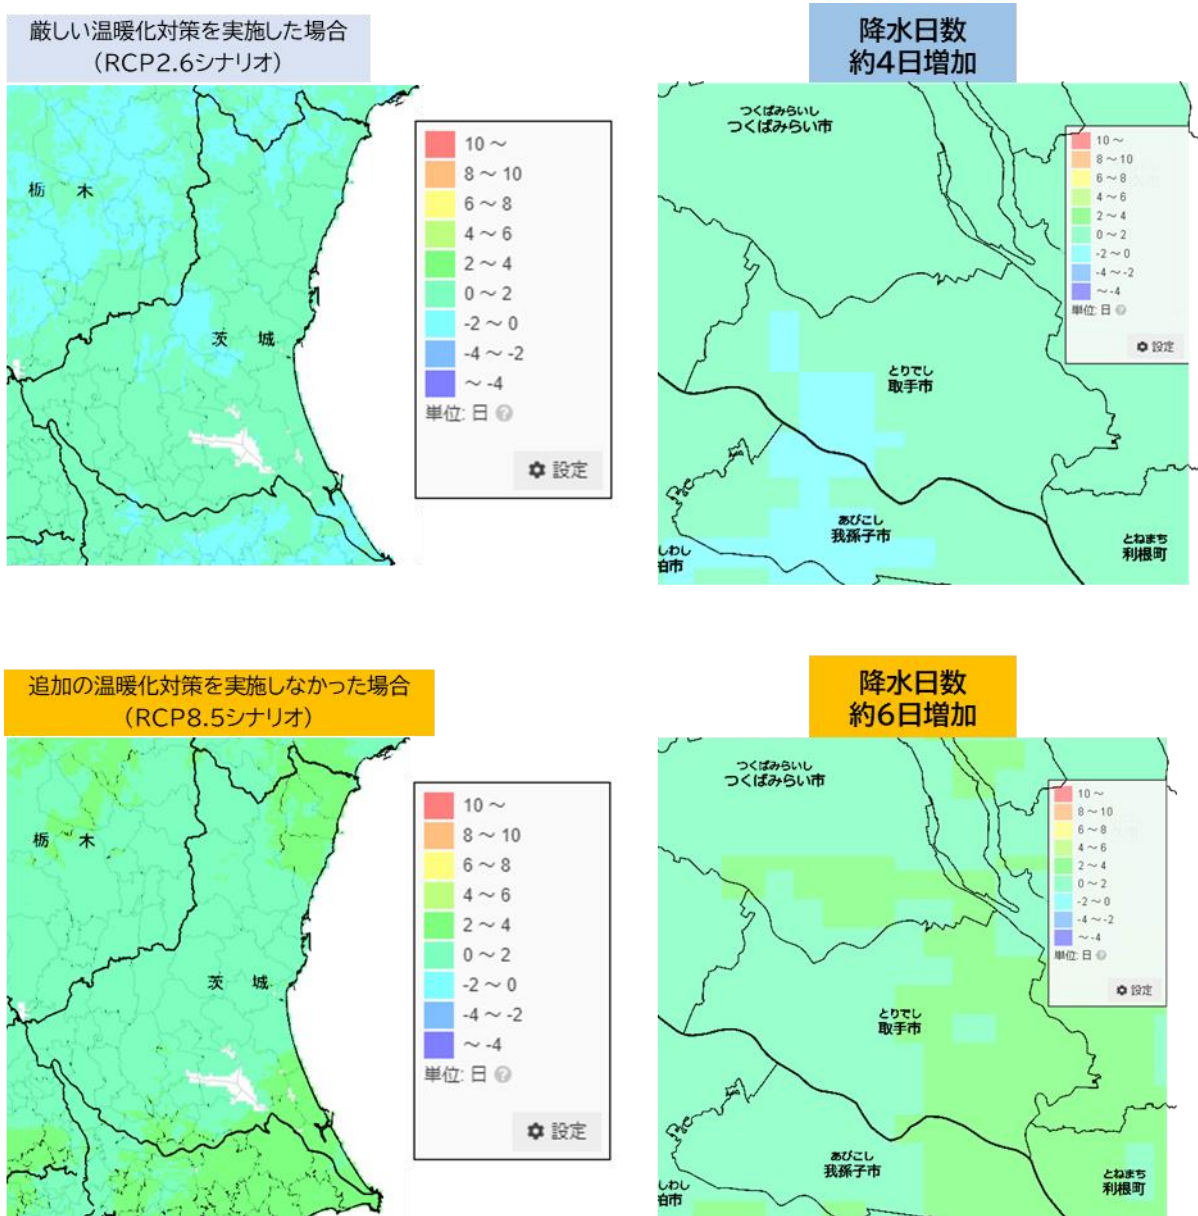 厳しい温暖化対策を実施した場合
(RCP2.6シナリオ)
降水日数
約4日増加
栃 木
茨 城
10～
8～10
6～8
4～6
2～4
0～2
-2～0
-4～-2
～-4
単位: 日
設定
つくばみらいし
つくばみらい市
とりでし
取手市
あびこし
我孫子市
しわし
柏市
とねまち
利根町
10～
8～10
6～8
4～6
2～4
0～2
-2～0
-4～-2
～-4
単位: 日
設定
追加の温暖化対策を実施しなかった場合
(RCP8.5シナリオ)
降水日数
約6日増加
栃 木
茨 城
10～
8～10
6～8
4～6
2～4
0～2
-2～0
-4～-2
～-4
単位: 日
設定
つくばみらいし
つくばみらい市
とりでし
取手市
あびこし
我孫子市
しわし
柏市
とねまち
利根町
10～
8～10
6～8
4～6
2～4
0～2
-2～0
-4～-2
～-4
単位: 日
設定